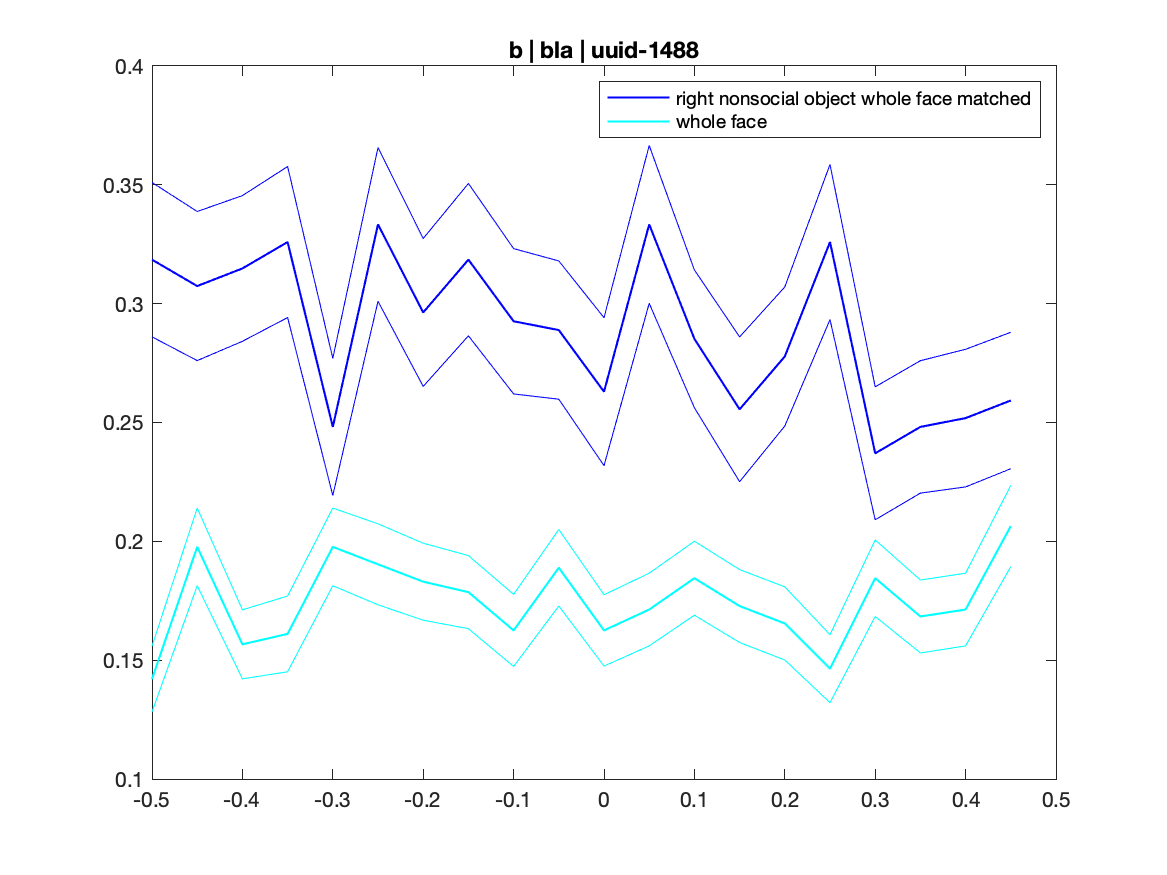 b | bla | uuid-1488
right nonsocial object whole face matched
whole face
0.4
0.35
0.3
0.25
0.2
0.15
0.1
-0.5 -0.4 -0.3 -0.2 -0.1 0 0.1 0.2 0.3 0.4 0.5